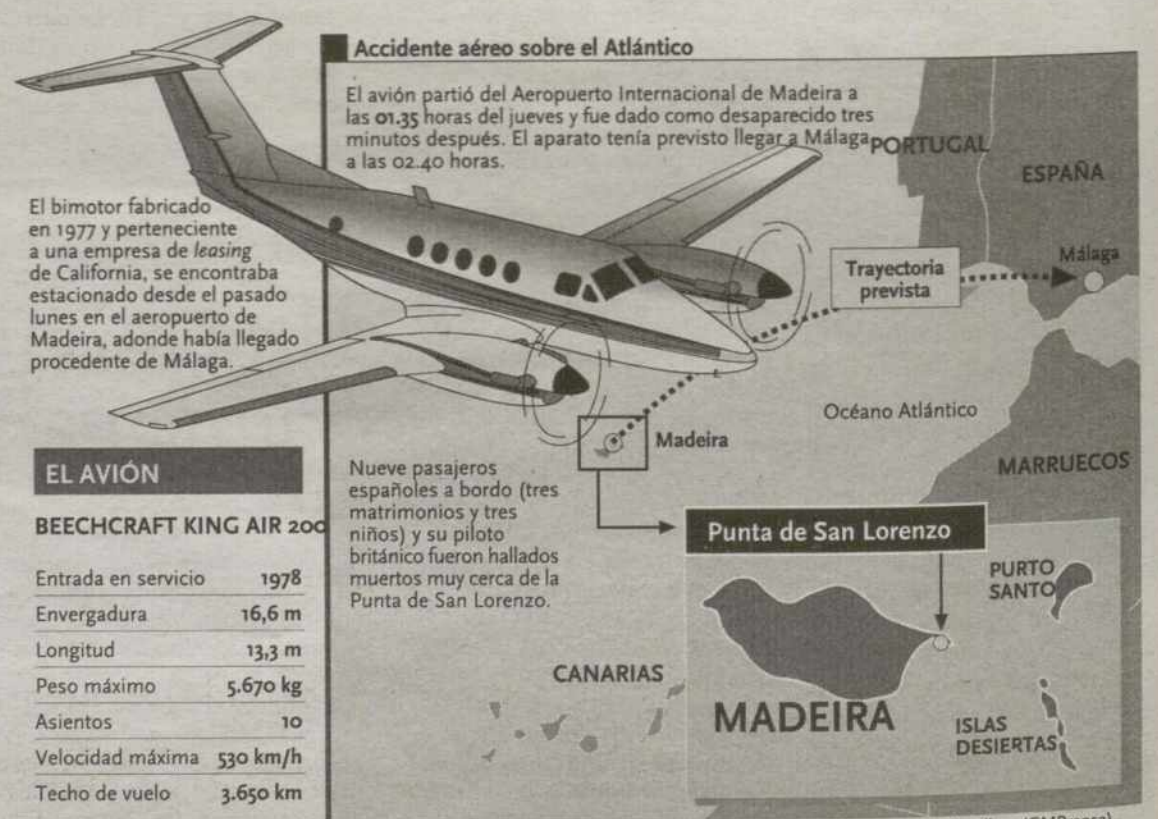 Accidente aéreo sobre el Atlántico
El avión partió del Aeropuerto Internacional de Madeira a
las 01.35 horas del jueves y fue dado como desaparecido tres
minutos después. El aparato tenía previsto llegar a Málaga
a las 02.40 horas.
PORTUGAL
ESPAÑA
Málaga
El bimotor fabricado
en 1977 y perteneciente
a una empresa de leasing
de California, se encontraba
estacionado desde el pasado
lunes en el aeropuerto de
Madeira, adonde había llegado
procedente de Málaga.
Trayectoria
prevista
Océano Atlántico
Madeira
MARRUECOS
EL AVIÓN
BEECHCRAFT KING AIR 200
Entrada en servicio 1978
Envergadura 16,6 m
Longitud 13,3 m
Peso máximo 5.670 kg
Asientos 10
Velocidad máxima 530 km/h
Techo de vuelo 3.650 km
Nueve pasajeros
españoles a bordo (tres
matrimonios y tres
niños) y su piloto
británico fueron hallados
muertos muy cerca de la
Punta de San Lorenzo.
Punta de San Lorenzo
PURTO
SANTO
CANARIAS
MADEIRA
ISLAS
DESIERTAS